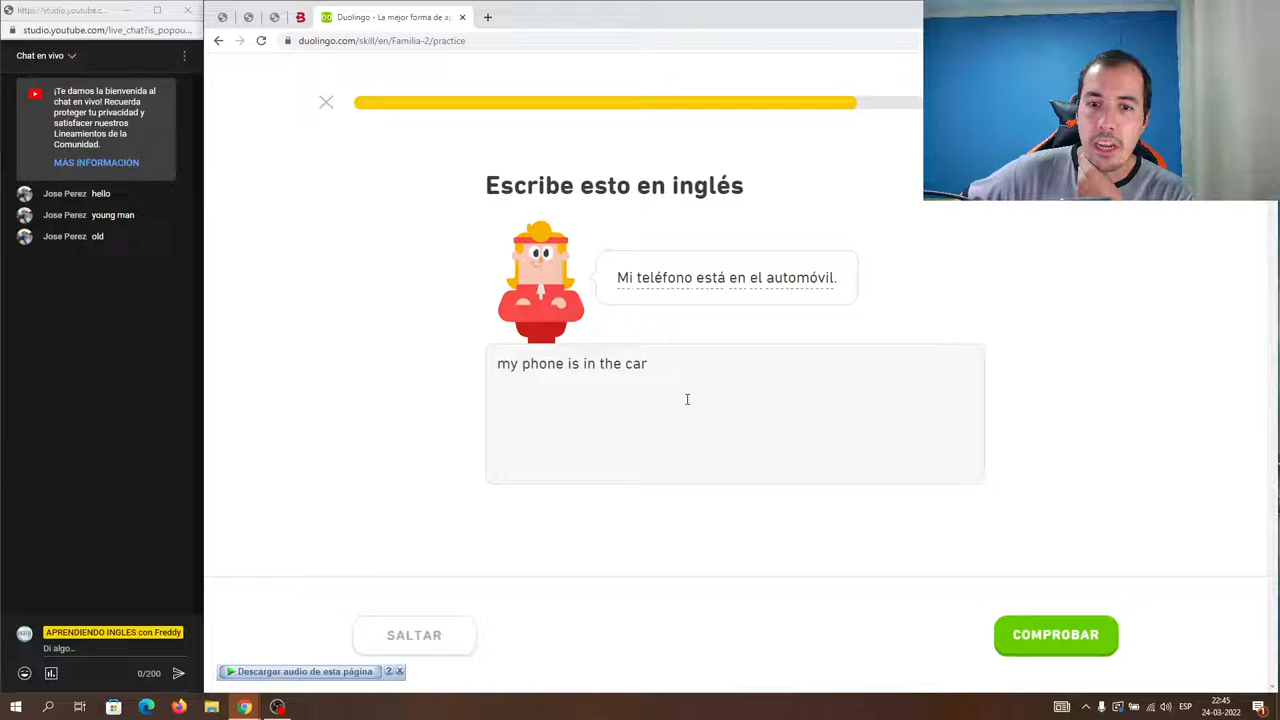 https://studio.youtube.c...
studio.youtube.com/live_chat?is_popou...
Chat en vivo
¡Te damos la bienvenida al
chat en vivo! Recuerda
proteger tu privacidad y
satisfacer nuestros
Lineamientos de la
Comunidad.
MÁS INFORMACIÓN
Jose Perez hello
Jose Perez young man
Jose Perez old
APRENDIENDO INGLES con Freddy
Di algo...
0/200
Duolingo - La mejor forma de ap
duolingo.com/skill/en/Familia-2/practice
Escribe esto en inglés
Mi teléfono está en el automóvil.
my phone is in the car
SALTAR
COMPROBAR
Descargar audio de esta página
? X
ESP
22:45
24-03-2022